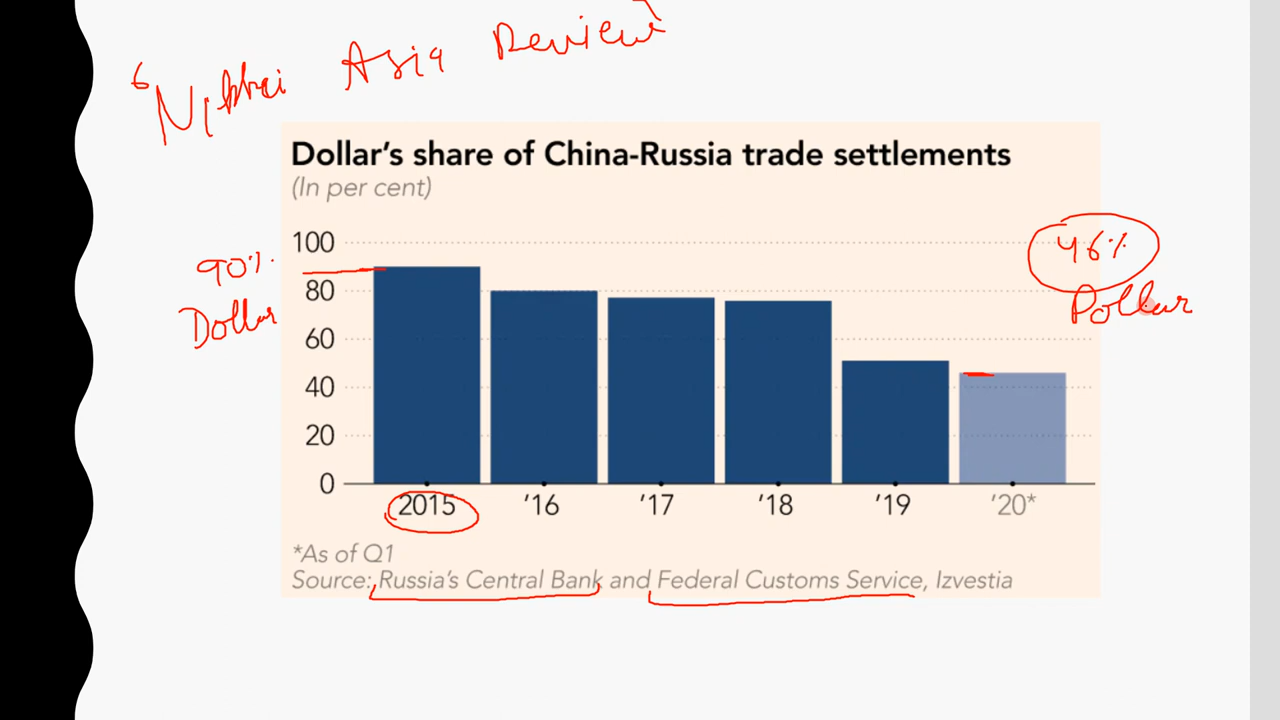 ‘Nikkei Asia Review’
Dollar’s share of China-Russia trade settlements
(In per cent)
100
80
60
40
20
0
90%
Dollar
46%
Dollar
2015 ’16 ’17 ’18 ’19 ’20*
*As of Q1
Source: Russia’s Central Bank and Federal Customs Service, Izvestia